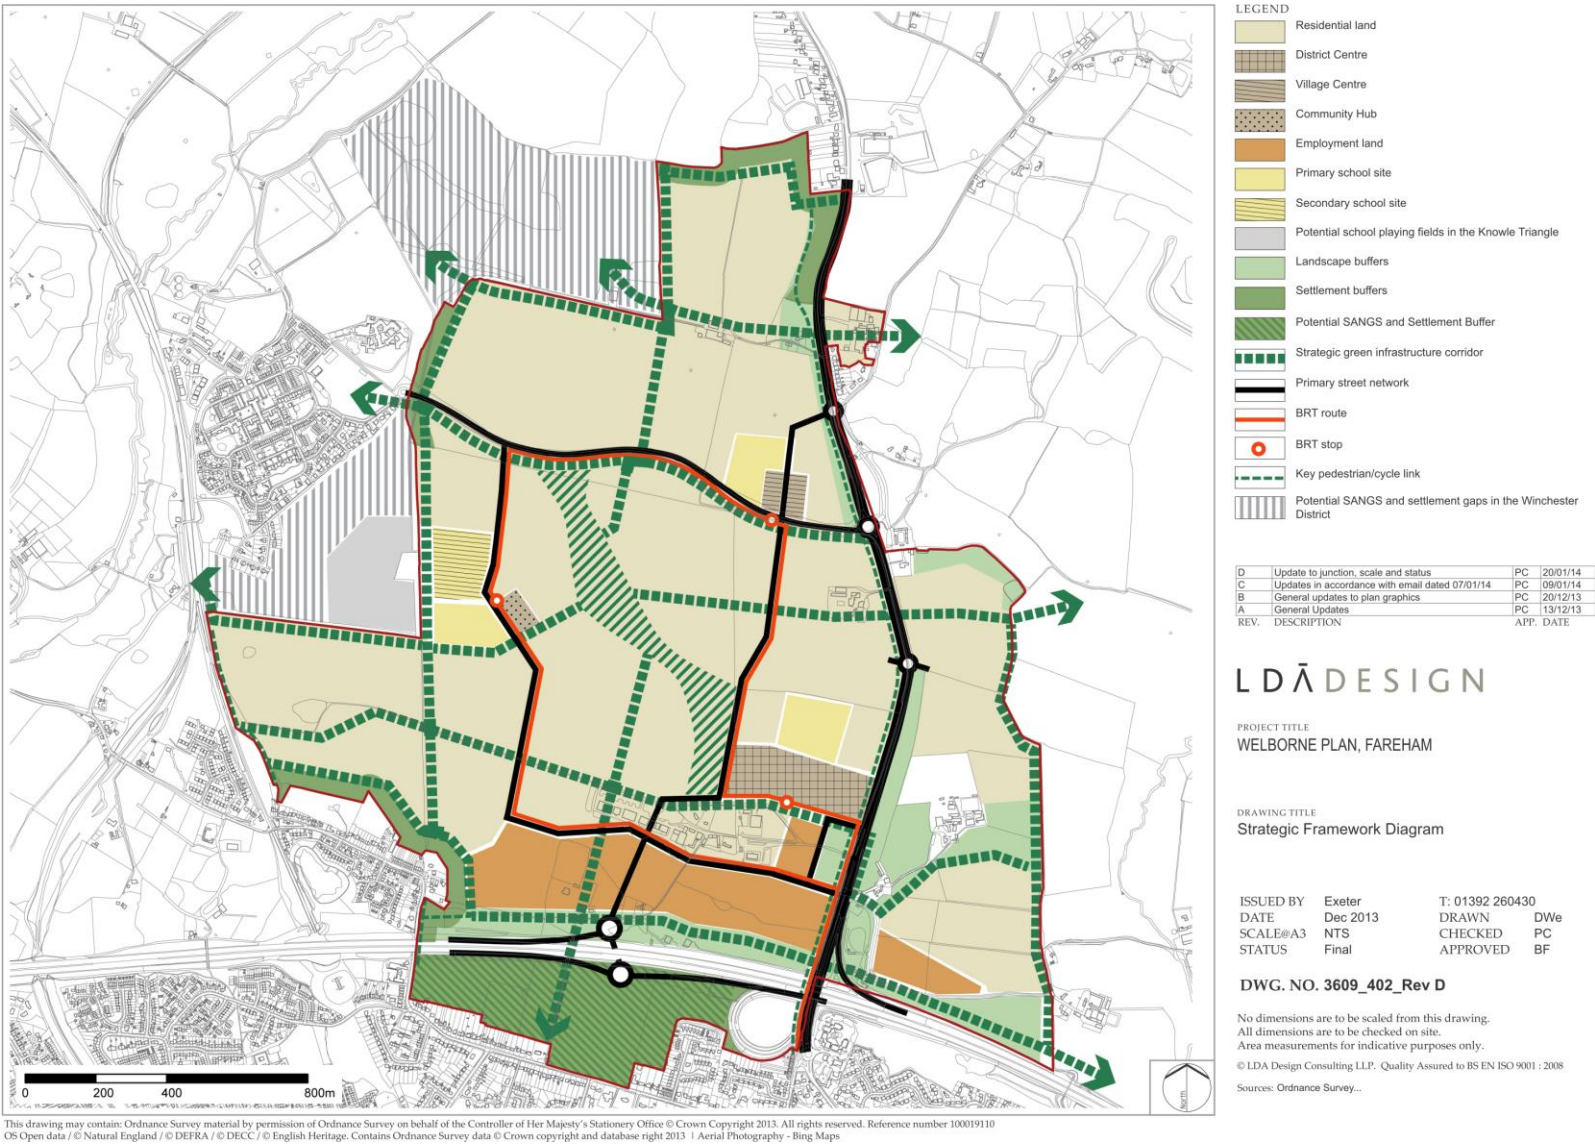 LEGEND
Residential land
District Centre
Village Centre
Community Hub
Employment land
Primary school site
Secondary school site
Potential school playing fields in the Knowle Triangle
Landscape buffers
Settlement buffers
Potential SANGS and Settlement Buffer
Strategic green infrastructure corridor
Primary street network
BRT route
BRT stop
Key pedestrian/cycle link
Potential SANGS and settlement gaps in the Winchester
District
D Update to junction, scale and status PC 20/01/14
C Updates in accordance with email dated 07/01/14 PC 09/01/14
B General updates to plan graphics PC 20/12/13
A General Updates PC 13/12/13
REV. DESCRIPTION APP. DATE
LDĀDESIGN
PROJECT TITLE
WELBORNE PLAN, FAREHAM
DRAWING TITLE
Strategic Framework Diagram
ISSUED BY Exeter T: 01392 260430
DATE Dec 2013 DRAWN DWe
SCALE@A3 NTS CHECKED PC
STATUS Final APPROVED BF
DWG. NO. 3609_402_Rev D
No dimensions are to be scaled from this drawing.
All dimensions are to be checked on site.
Area measurements for indicative purposes only.
© LDA Design Consulting LLP. Quality Assured to BS EN ISO 9001 : 2008
Sources: Ordnance Survey...
North
0 200 400 800m
This drawing may contain: Ordnance Survey material by permission of Ordnance Survey on behalf of the Controller of Her Majesty's Stationery Office © Crown Copyright 2013. All rights reserved. Reference number 100019110
OS Open data / © Natural England / © DEFRA / © DECC / © English Heritage. Contains Ordnance Survey data © Crown copyright and database right 2013 | Aerial Photography - Bing Maps